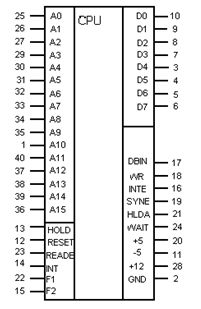 25 A0 CPU D0 10
26 A1 D1 9
27 A2 D2 8
29 A3 D3 7
30 A4 D4 3
31 A5 D5 4
32 A6 D6 5
33 A7 D7 6
34 A8
35 A9
1 A10
40 A11 DBIN 17
37 A12 WR 18
38 A13 INTE 16
39 A14 SYNE 19
36 A15 HLDA 21
13 HOLD WAIT 24
12 RESET +5 20
23 READE -5 11
14 INT +12 28
22 F1 GND 2
15 F2